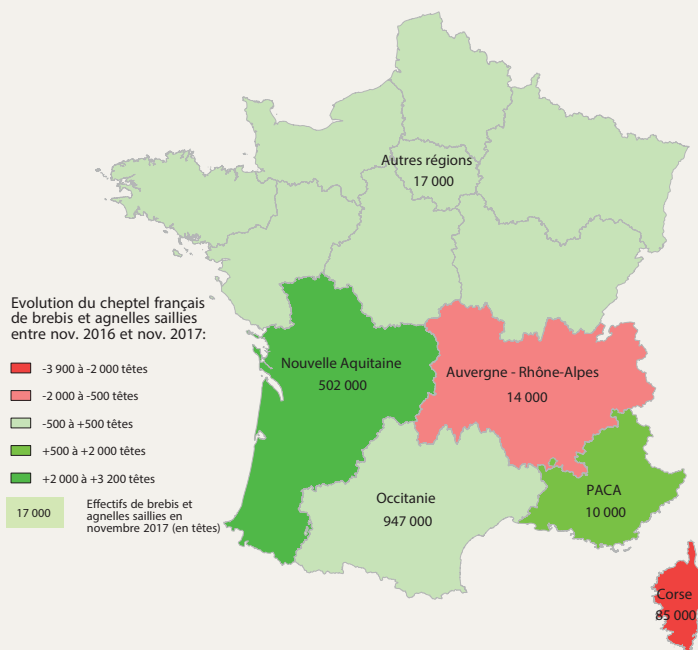 Autres régions
17 000
Evolution du cheptel français
de brebis et agnelles saillies
entre nov. 2016 et nov. 2017:
-3 900 à -2 000 têtes
-2 000 à -500 têtes
-500 à +500 têtes
+500 à +2 000 têtes
+2 000 à +3 200 têtes
17 000
Effectifs de brebis et
agnelles saillies en
novembre 2017 (en têtes)
Nouvelle Aquitaine
502 000
Auvergne - Rhône-Alpes
14 000
Occitanie
947 000
PACA
10 000
Corse
85 000